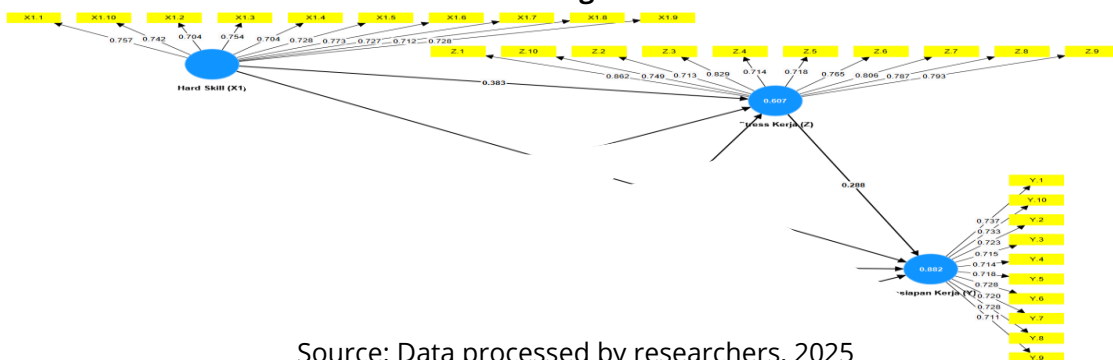 X1.1 X1.10 X1.2 X1.3 X1.4 X1.5 X1.6 X1.7 X1.8 X1.9
0.757 0.742 0.704 0.754 0.704 0.728 0.773 0.727 0.712 0.728
Z.1 Z.10 Z.2 Z.3 Z.4 Z.5 Z.6 Z.7 Z.8 Z.9
0.862 0.749 0.713 0.829 0.714 0.718 0.765 0.806 0.787 0.793
Hard Skill (X1)
0.383
0.607
tress Kerja (Z)
0.288
Y.1
Y.10
0.737
Y.2
0.733
0.723
Y.3
0.715
Y.4
0.714
0.882
0.718
Y.5
0.728
siapan Kerja (Y)
0.720
Y.6
0.728
0.711
Y.7
Y.8
Y.9
Source: Data processed by researchers, 2025